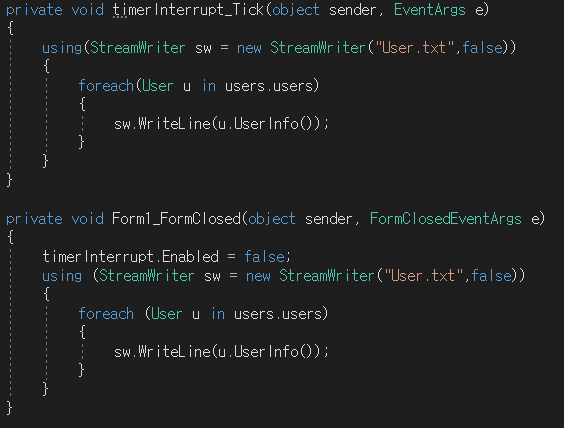 private void timerInterrupt_Tick(object sender, EventArgs e)
{
    using(StreamWriter sw = new StreamWriter("User.txt",false))
    {
        foreach(User u in users.users)
        {
            sw.WriteLine(u.UserInfo());
        }
    }
}

private void Form1_FormClosed(object sender, FormClosedEventArgs e)
{
    timerInterrupt.Enabled = false;
    using (StreamWriter sw = new StreamWriter("User.txt",false))
    {
        foreach (User u in users.users)
        {
            sw.WriteLine(u.UserInfo());
        }
    }
}